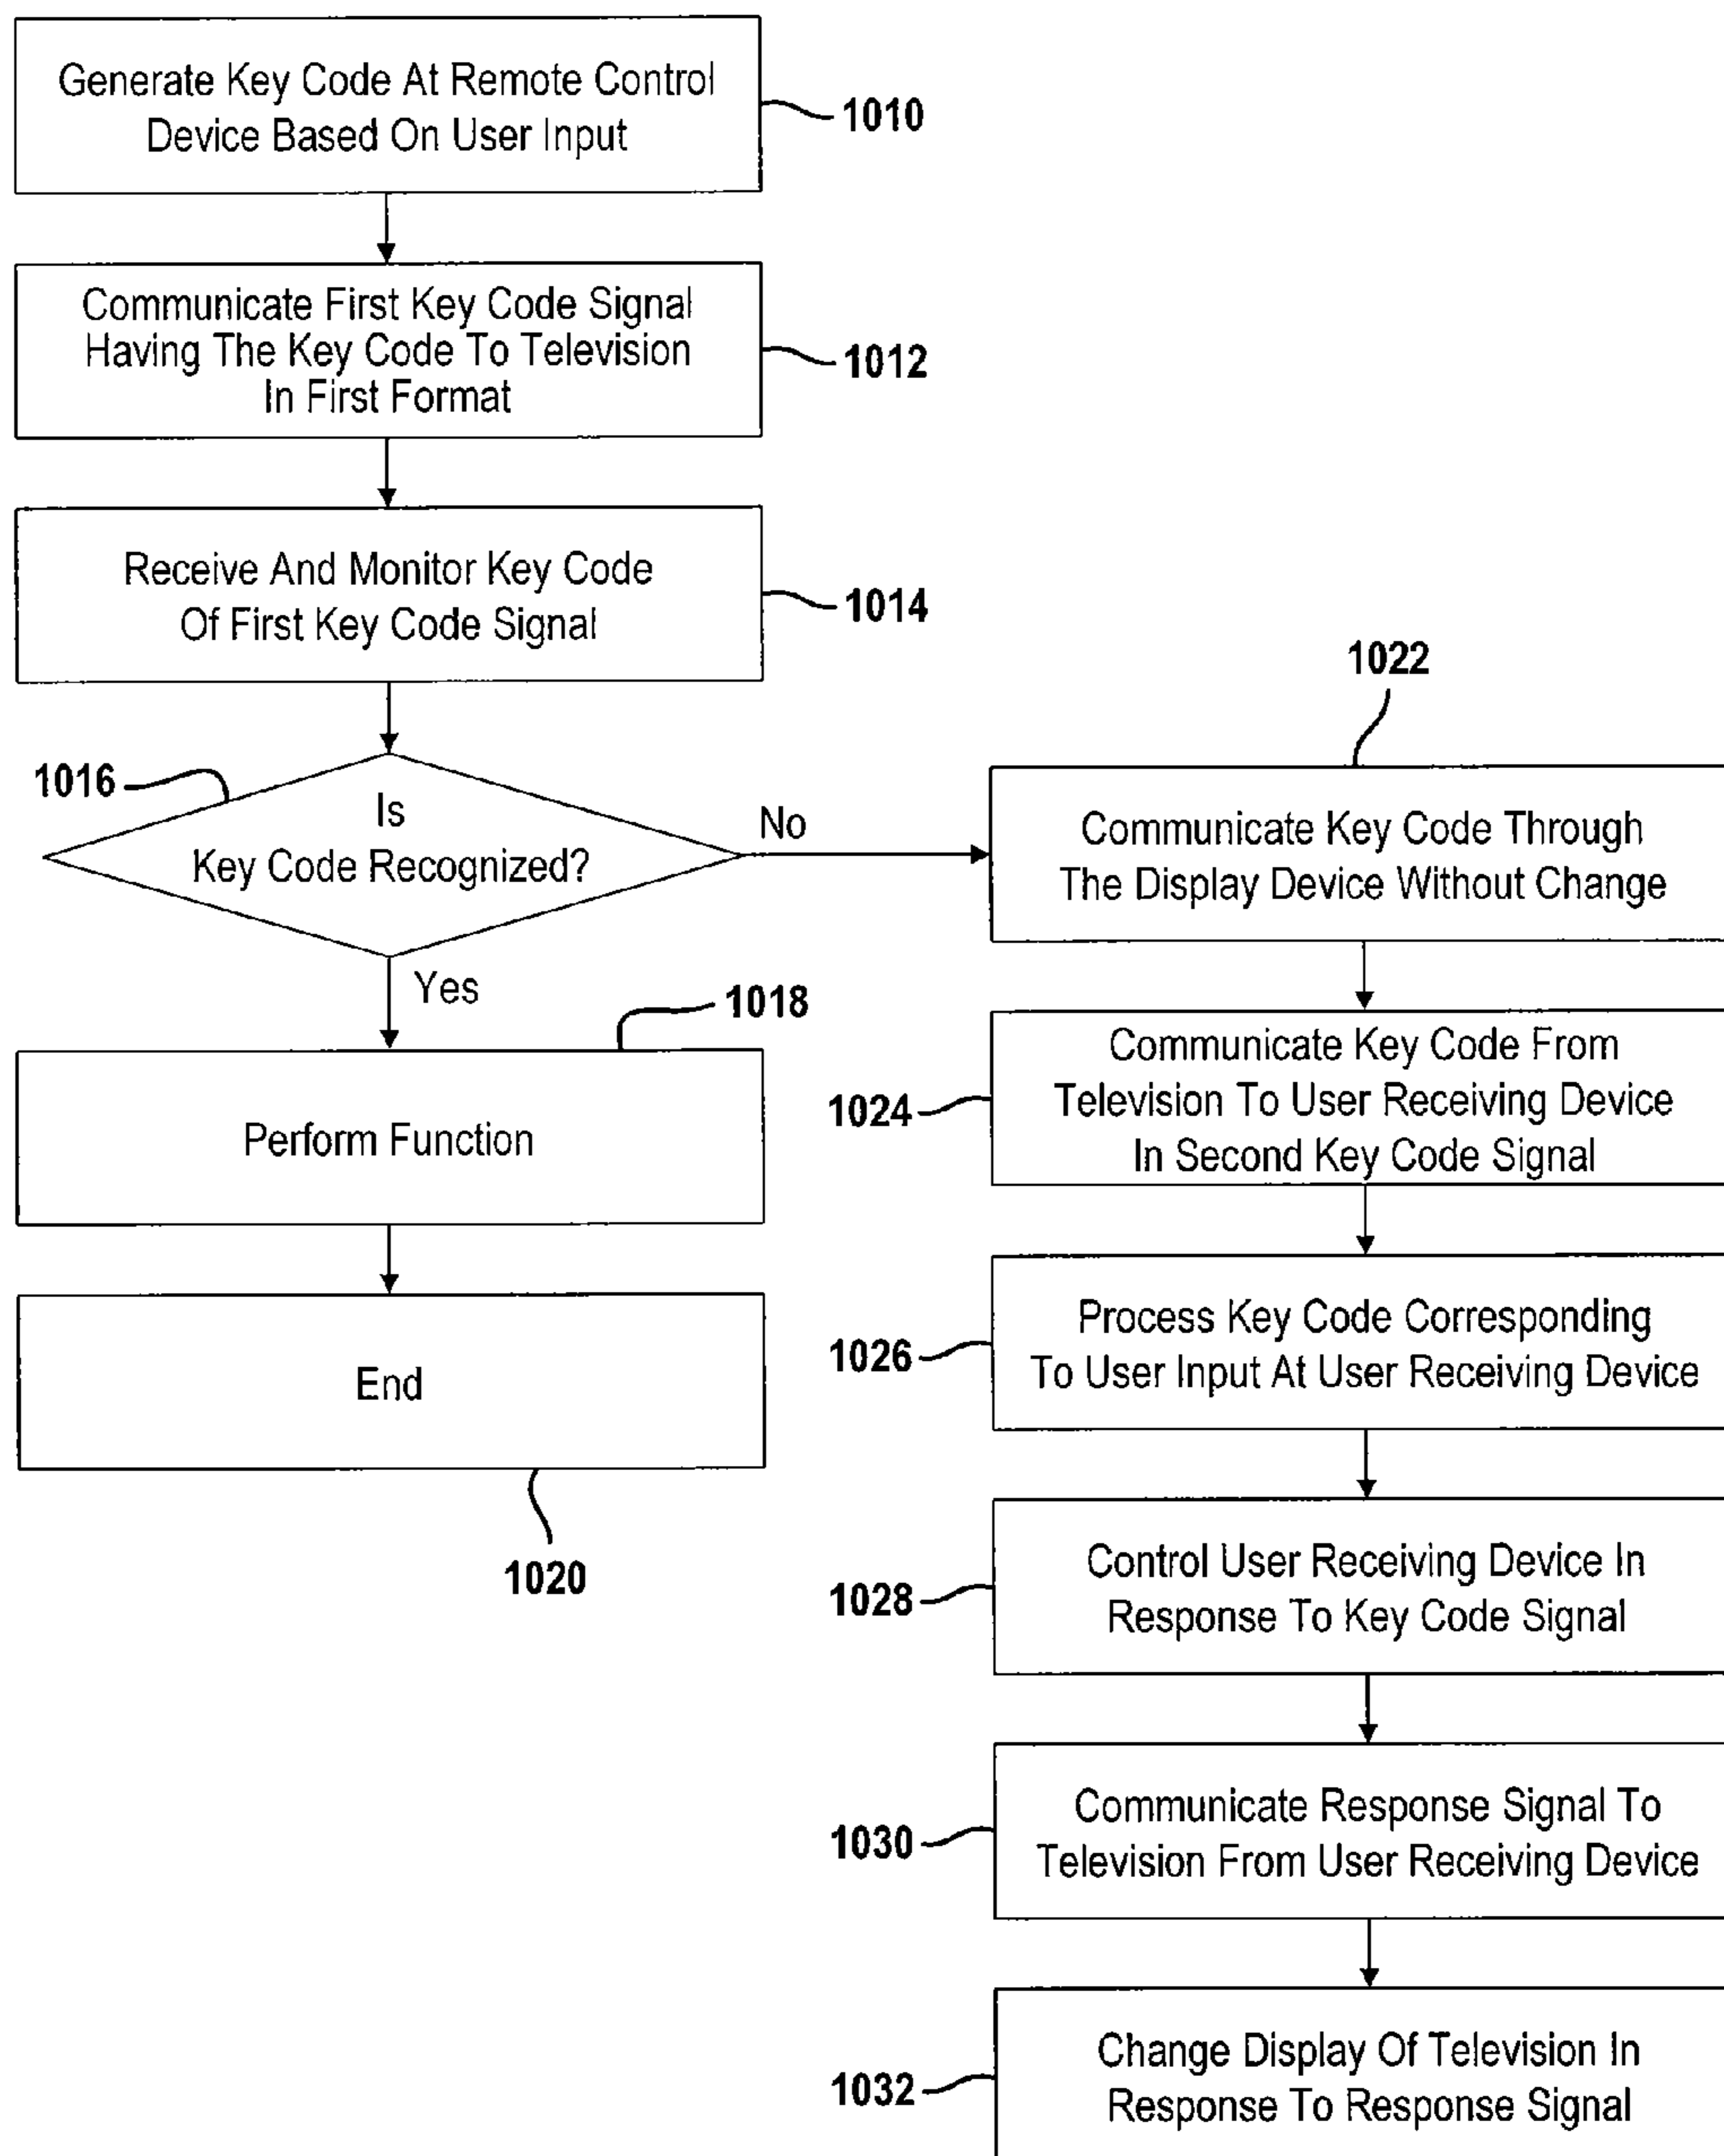 Generate Key Code At Remote Control
Device Based On User Input
1010
Communicate First Key Code Signal
Having The Key Code To Television
In First Format
1012
Receive And Monitor Key Code
Of First Key Code Signal
1014
1016
Is
Key Code Recognized?
No
Yes
1018
Perform Function
End
1020
1022
Communicate Key Code Through
The Display Device Without Change
Communicate Key Code From
Television To User Receiving Device
In Second Key Code Signal
1024
Process Key Code Corresponding
To User Input At User Receiving Device
1026
Control User Receiving Device In
Response To Key Code Signal
1028
Communicate Response Signal To
Television From User Receiving Device
1030
Change Display Of Television In
Response To Response Signal
1032